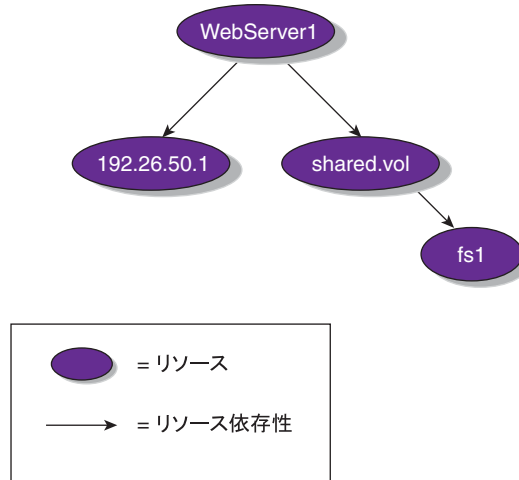 WebServer1
192.26.50.1
shared.vol
fs1
= リソース
= リソース依存性